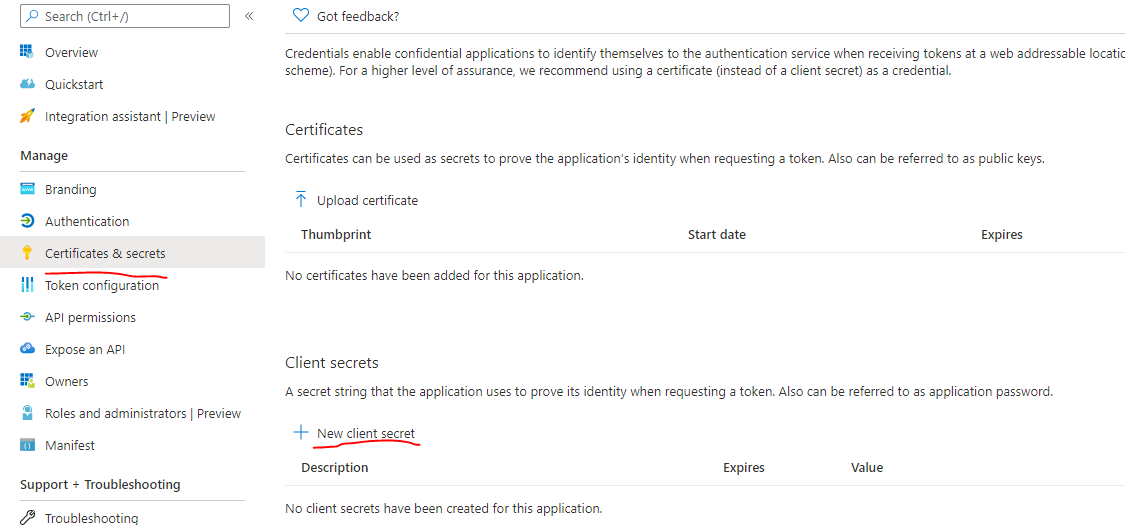 Search (Ctrl+/)
«
Overview
Quickstart
Integration assistant | Preview
Manage
Branding
Authentication
Certificates & secrets
Token configuration
API permissions
Expose an API
Owners
Roles and administrators | Preview
Manifest
Support + Troubleshooting
Troubleshooting
Got feedback?
Credentials enable confidential applications to identify themselves to the authentication service when receiving tokens at a web addressable locatio
scheme). For a higher level of assurance, we recommend using a certificate (instead of a client secret) as a credential.
Certificates
Certificates can be used as secrets to prove the application's identity when requesting a token. Also can be referred to as public keys.
Upload certificate
Thumbprint Start date Expires
No certificates have been added for this application.
Client secrets
A secret string that the application uses to prove its identity when requesting a token. Also can be referred to as application password.
New client secret
Description Expires Value
No client secrets have been created for this application.